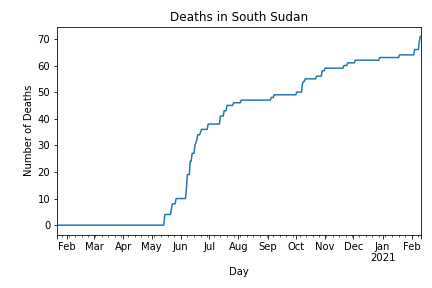 Deaths in South Sudan
Number of Deaths
70
60
50
40
30
20
10
0
Feb Mar Apr May Jun Jul Aug Sep Oct Nov Dec Jan Feb
2021
Day